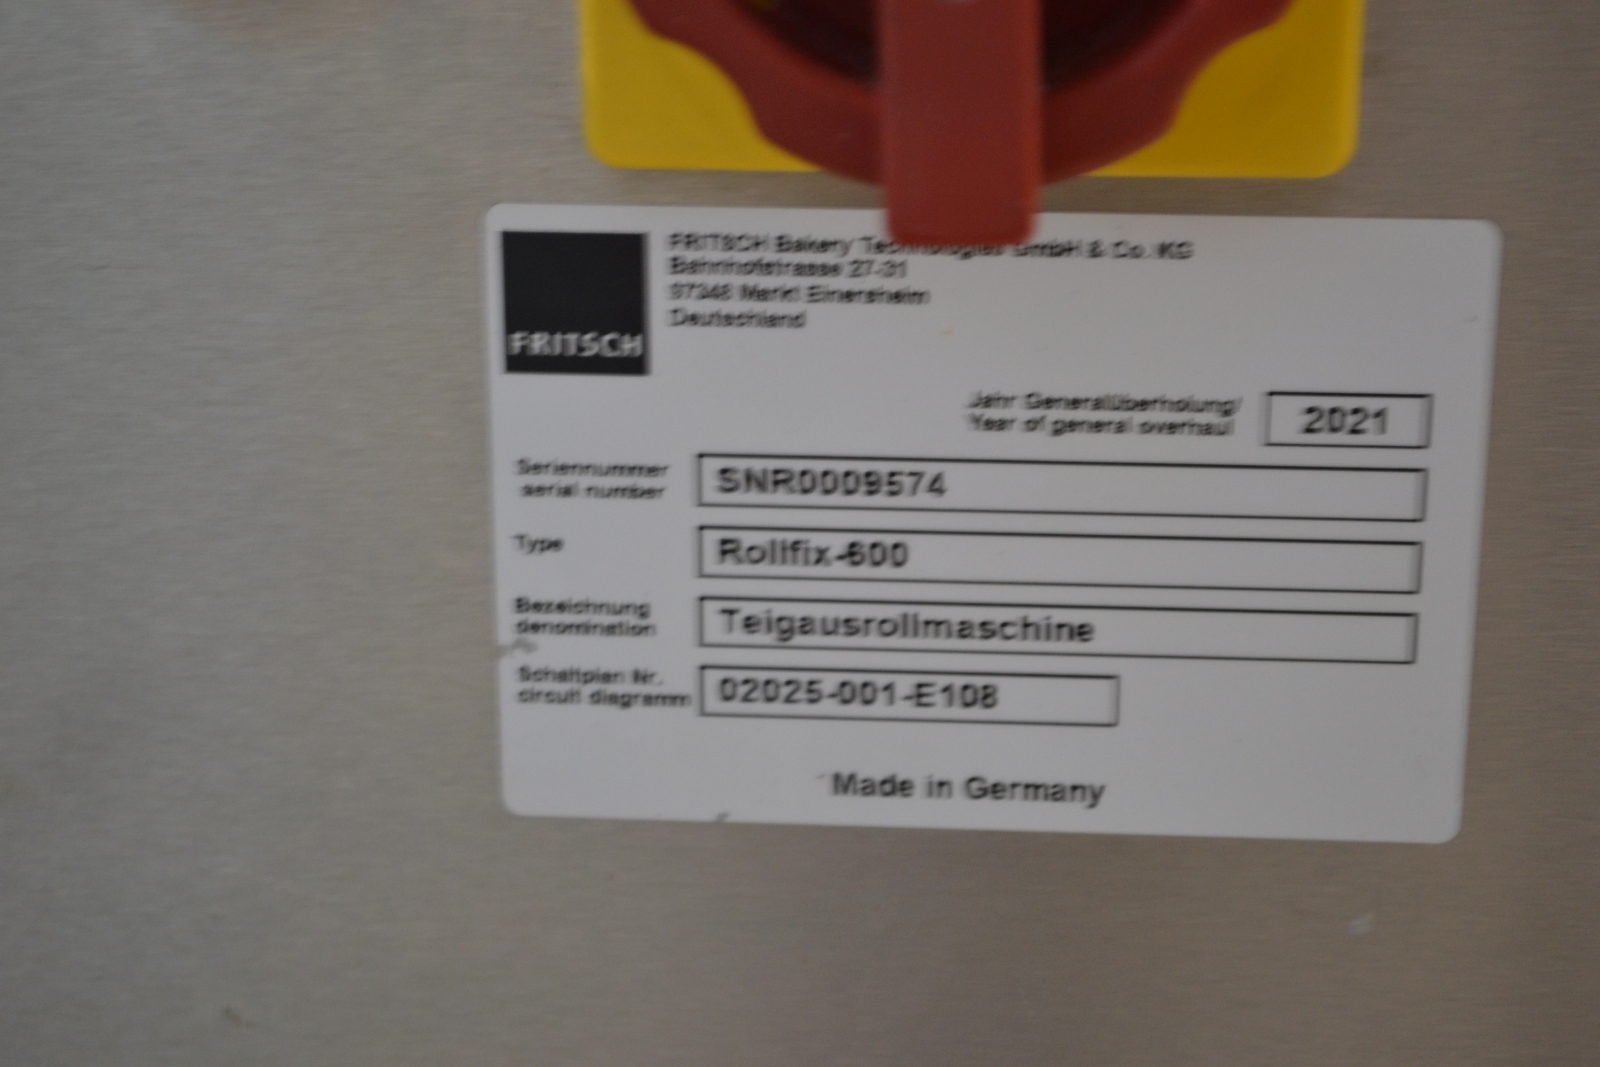 FRITSCH
FRITSCH Bakery Technologies GmbH & Co. KG
Bahnhofstrasse 27-31
97348 Markt Einersheim
Deutschland
Jahr Generalüberholung/
Year of general overhaul
2021
Seriennummer
serial number
SNR0009574
Type
Rollfix-600
Bezeichnung
denomination
Teigausrollmaschine
Schaltplan Nr.
circuit diagramm
02025-001-E108
Made in Germany